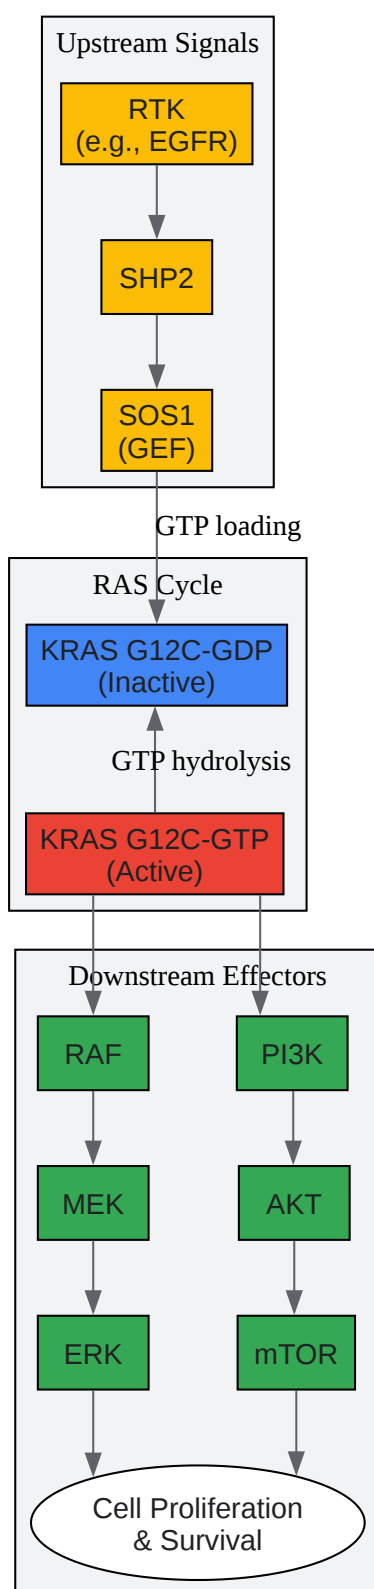 Upstream Signals
RTK
(e.g., EGFR)
SHP2
SOS1
(GEF)
GTP loading
RAS Cycle
KRAS G12C-GDP
(Inactive)
GTP hydrolysis
KRAS G12C-GTP
(Active)
Downstream Effectors
RAF
PI3K
MEK
AKT
ERK
mTOR
Cell Proliferation
& Survival